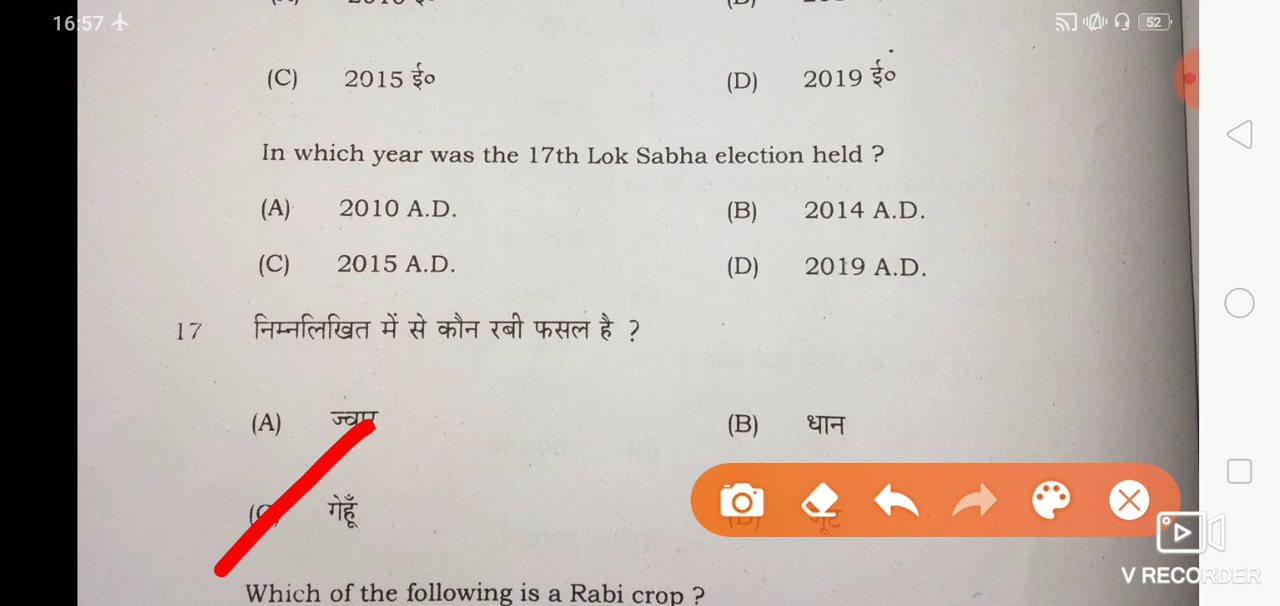 16:57
52
(C) 2015 ई० (D) 2019 ई०
In which year was the 17th Lok Sabha election held ?
(A) 2010 A.D. (B) 2014 A.D.
(C) 2015 A.D. (D) 2019 A.D.
17 निम्नलिखित में से कौन रबी फसल है ?
(A) ज्वार (B) धान
(C) गेहूँ (D) जूट
Which of the following is a Rabi crop ?
V RECORDER